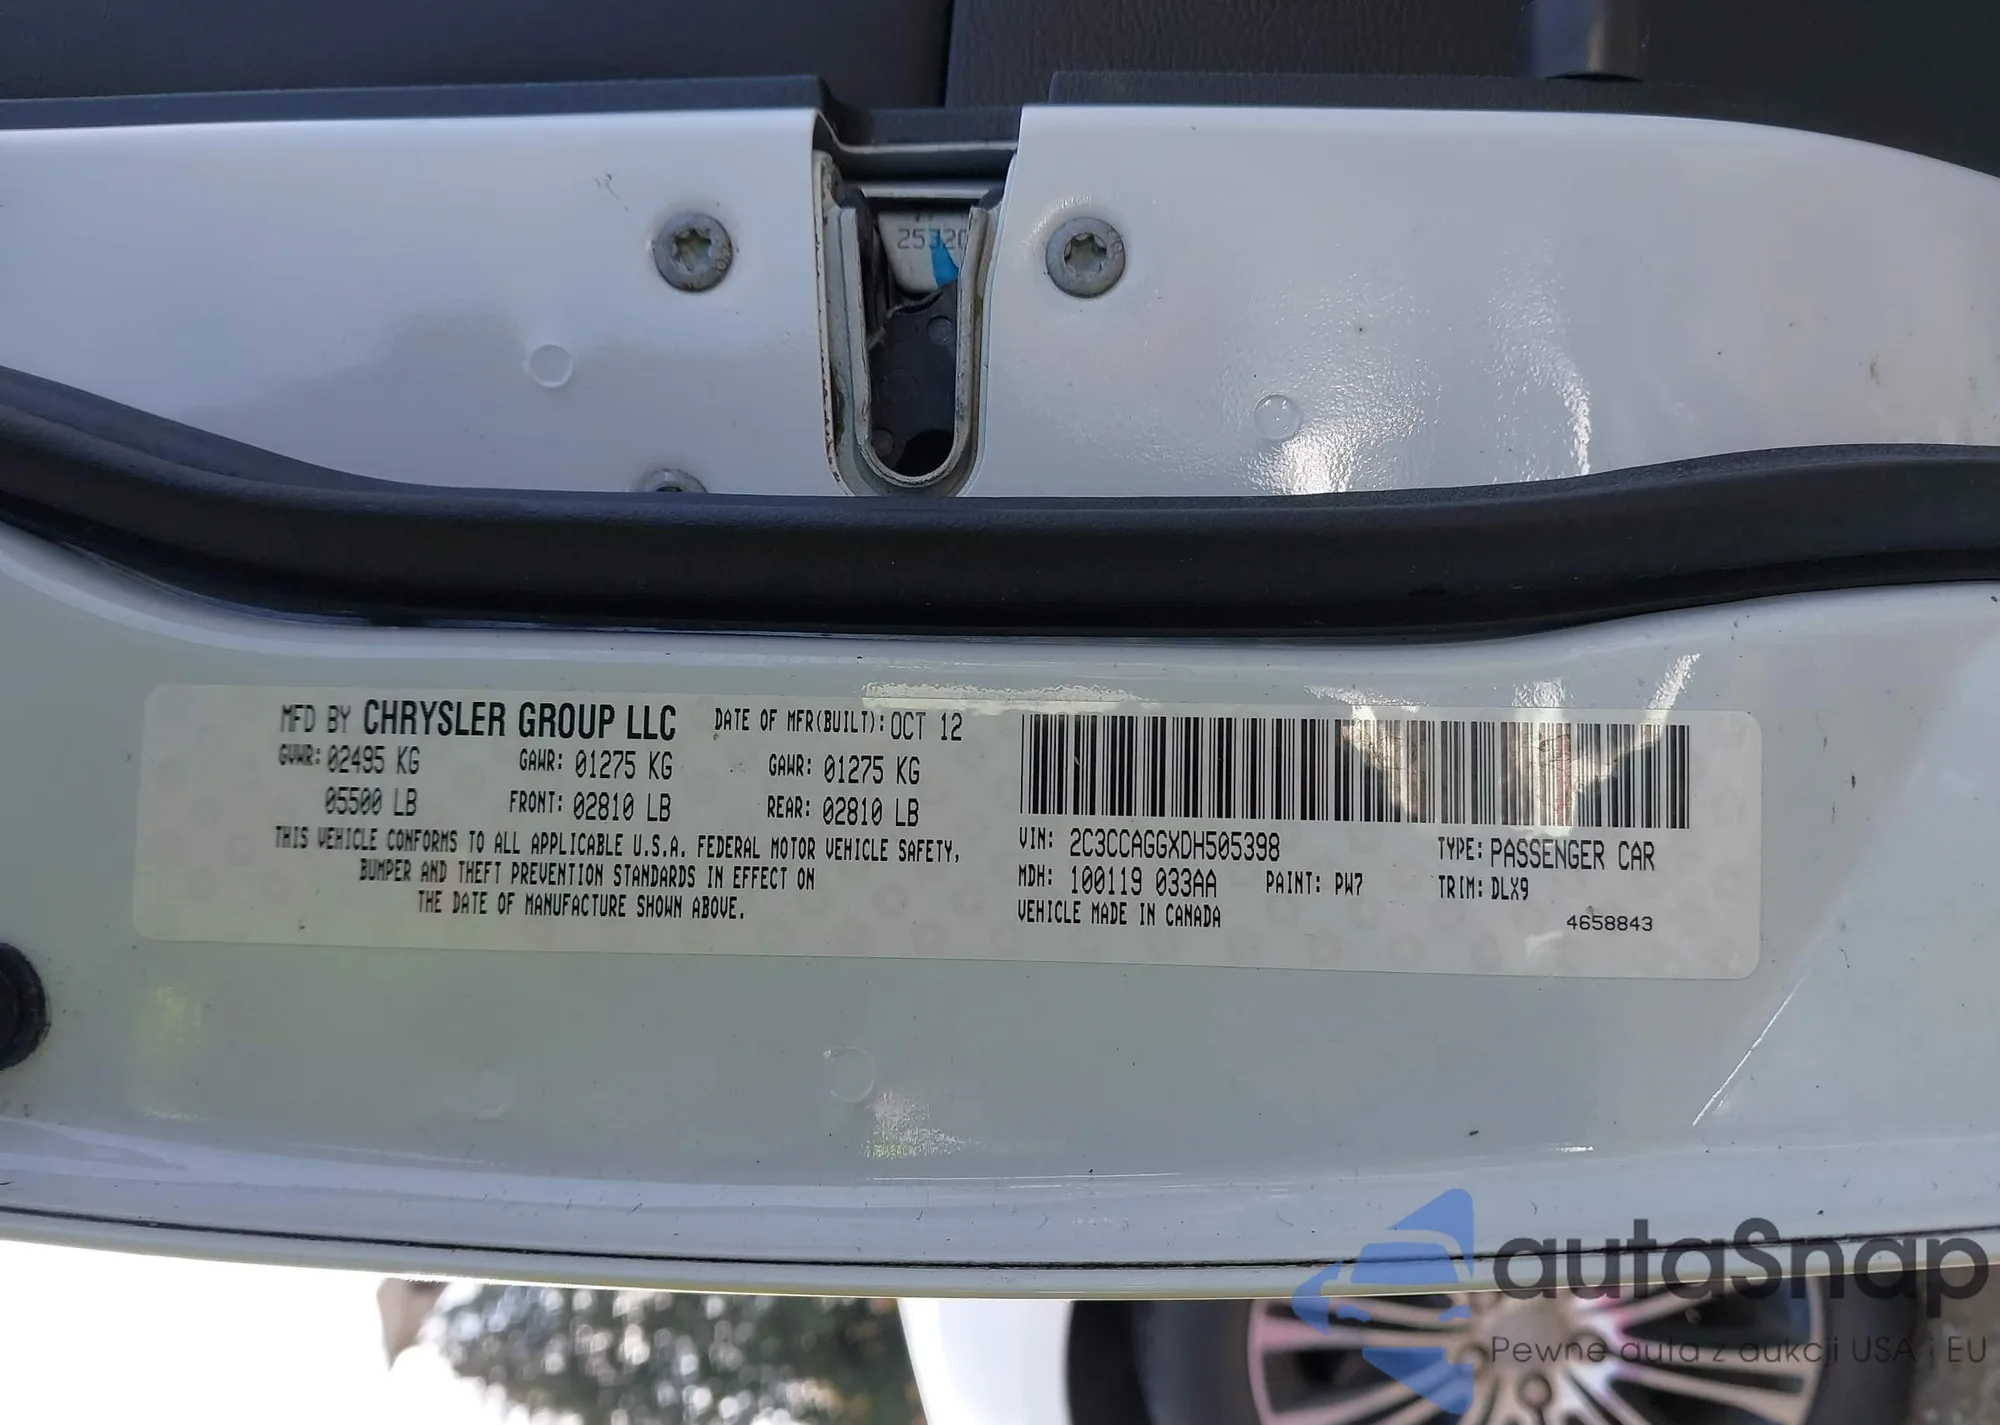 25320
MFD BY CHRYSLER GROUP LLC DATE OF MFR(BUILT): OCT 12
GVWR: 02495 KG GAWR: 01275 KG GAWR: 01275 KG
05500 LB FRONT: 02810 LB REAR: 02810 LB
THIS VEHICLE CONFORMS TO ALL APPLICABLE U.S.A. FEDERAL MOTOR VEHICLE SAFETY,
BUMPER AND THEFT PREVENTION STANDARDS IN EFFECT ON
THE DATE OF MANUFACTURE SHOWN ABOVE.
VIN: 2C3CCAGGXDH505398 TYPE: PASSENGER CAR
MDH: 100119 033AA PAINT: PW7 TRIM: DLX9
VEHICLE MADE IN CANADA 4658843
autaSnap
Pewne auta z aukcji USA i EU